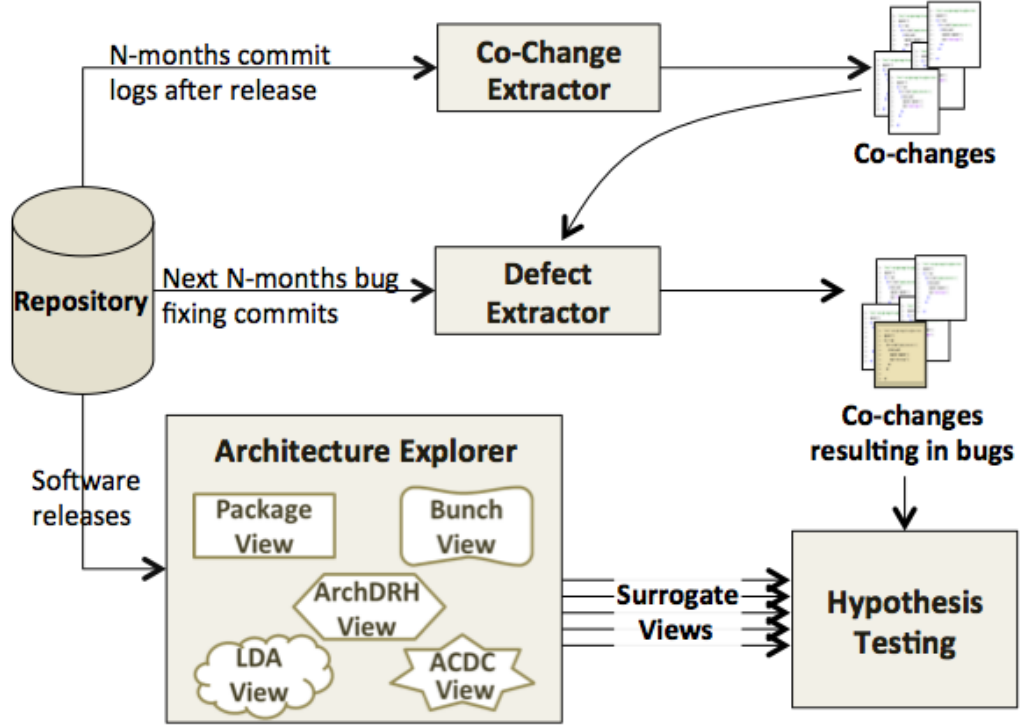 N-months commit
logs after release
Co-Change
Extractor
Co-changes
Repository
Next N-months bug
fixing commits
Defect
Extractor
Co-changes
resulting in bugs
Software
releases
Architecture Explorer
Package
View
Bunch
View
ArchDRH
View
LDA
View
ACDC
View
Surrogate
Views
Hypothesis
Testing